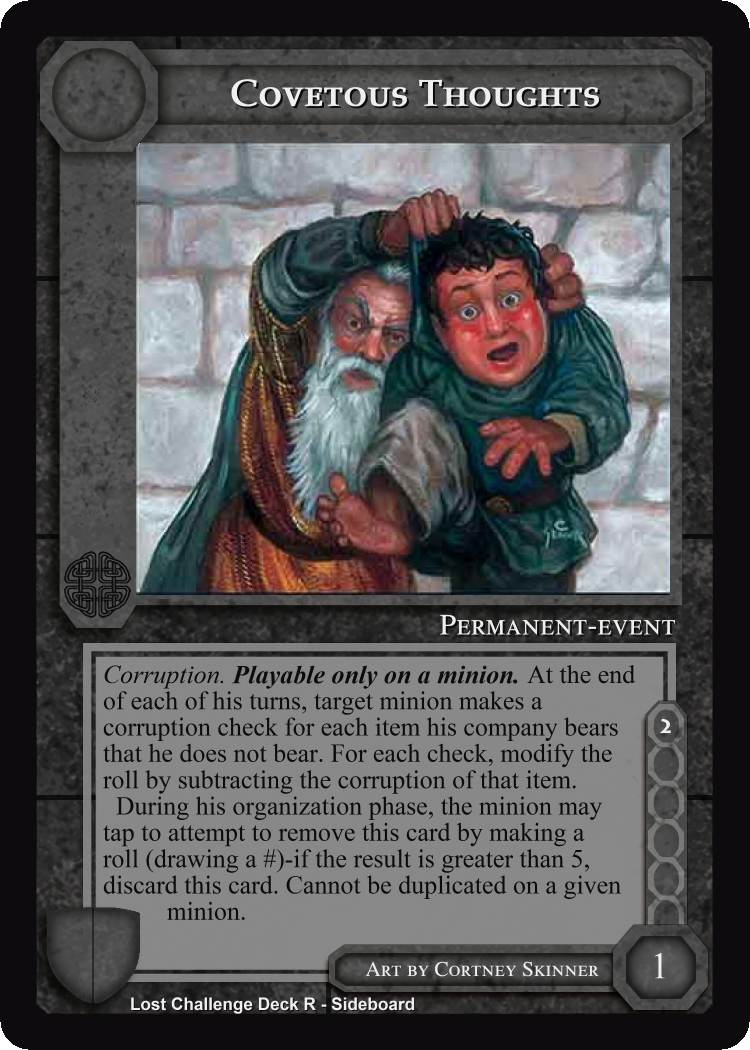 Covetous Thoughts
C
Skinner
Permanent-event
Corruption. Playable only on a minion. At the end
of each of his turns, target minion makes a
corruption check for each item his company bears
that he does not bear. For each check, modify the
roll by subtracting the corruption of that item.
During his organization phase, the minion may
tap to attempt to remove this card by making a
roll (drawing a #)-if the result is greater than 5,
discard this card. Cannot be duplicated on a given
minion.
2
Art by Cortney Skinner
1
Lost Challenge Deck R - Sideboard